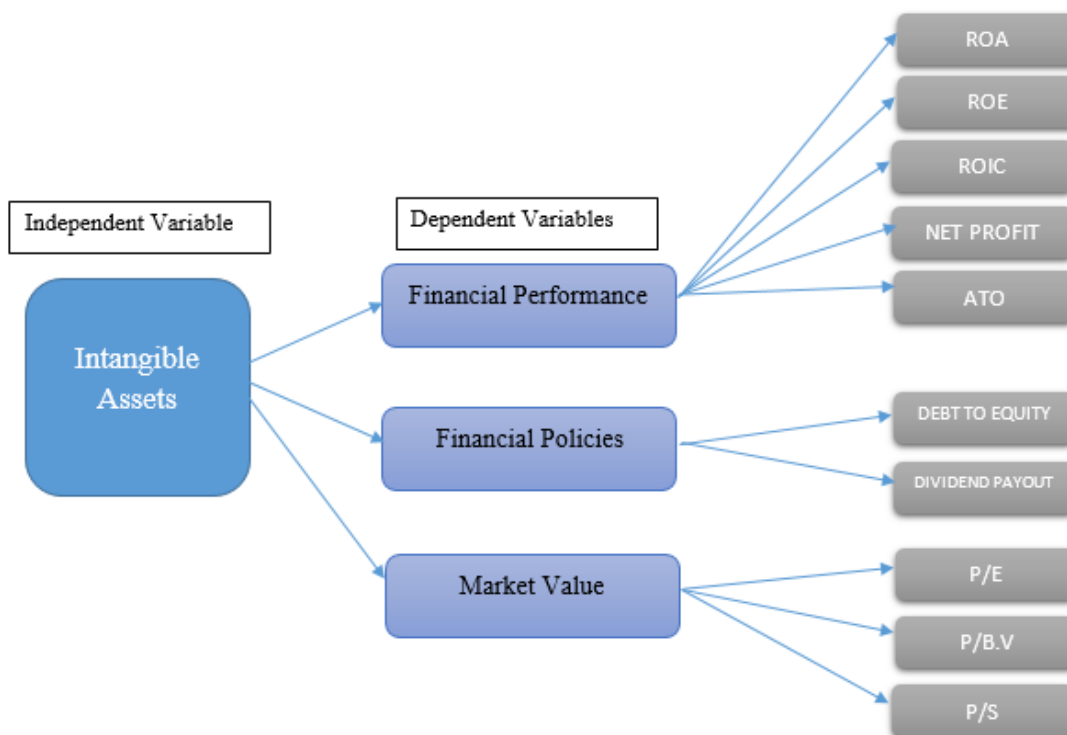 Independent Variable
Intangible
Assets
Dependent Variables
Financial Performance
Financial Policies
Market Value
ROA
ROE
ROIC
NET PROFIT
ATO
DEBT TO EQUITY
DIVIDEND PAYOUT
P/E
P/B.V
P/S